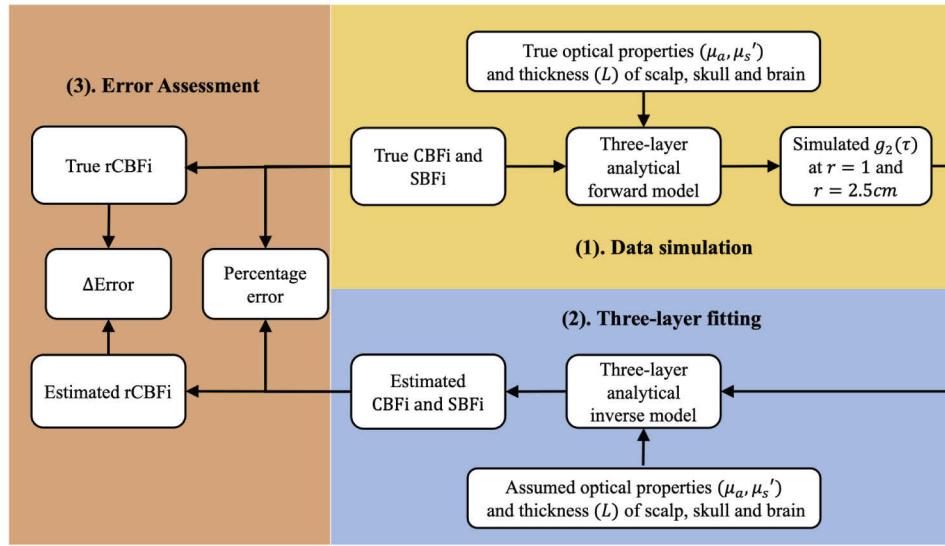 (3). Error Assessment
True rCBFi
ΔError
Percentage
error
Estimated rCBFi
True optical properties (μₐ, μₛ′)
and thickness (L) of scalp, skull and brain
True CBFi and
SBFi
Three-layer
analytical
forward model
Simulated g₂(τ)
at r = 1 and
r = 2.5cm
(1). Data simulation
(2). Three-layer fitting
Estimated
CBFi and SBFi
Three-layer
analytical
inverse model
Assumed optical properties (μₐ, μₛ′)
and thickness (L) of scalp, skull and brain